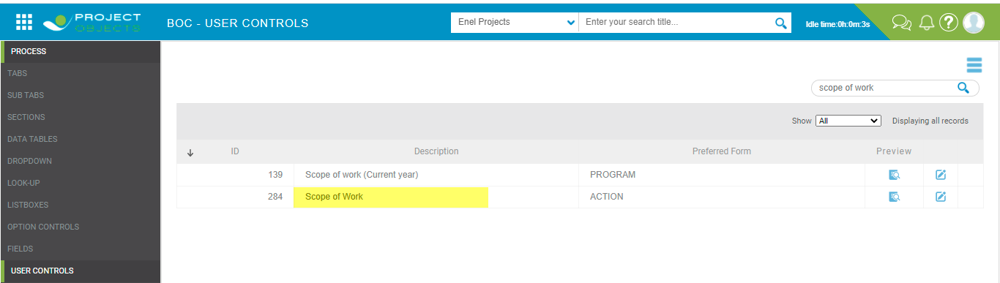 PROJECT
OBJECTS
BOC - USER CONTROLS
Enel Projects
Enter your search title...
Idle time:0h:0m:3s
?
PROCESS
TABS
SUB TABS
SECTIONS
DATA TABLES
DROPDOWN
LOOK-UP
LISTBOXES
OPTION CONTROLS
FIELDS
USER CONTROLS
scope of work
Show All Displaying all records
ID Description Preferred Form Preview
139 Scope of work (Current year) PROGRAM
284 Scope of Work ACTION